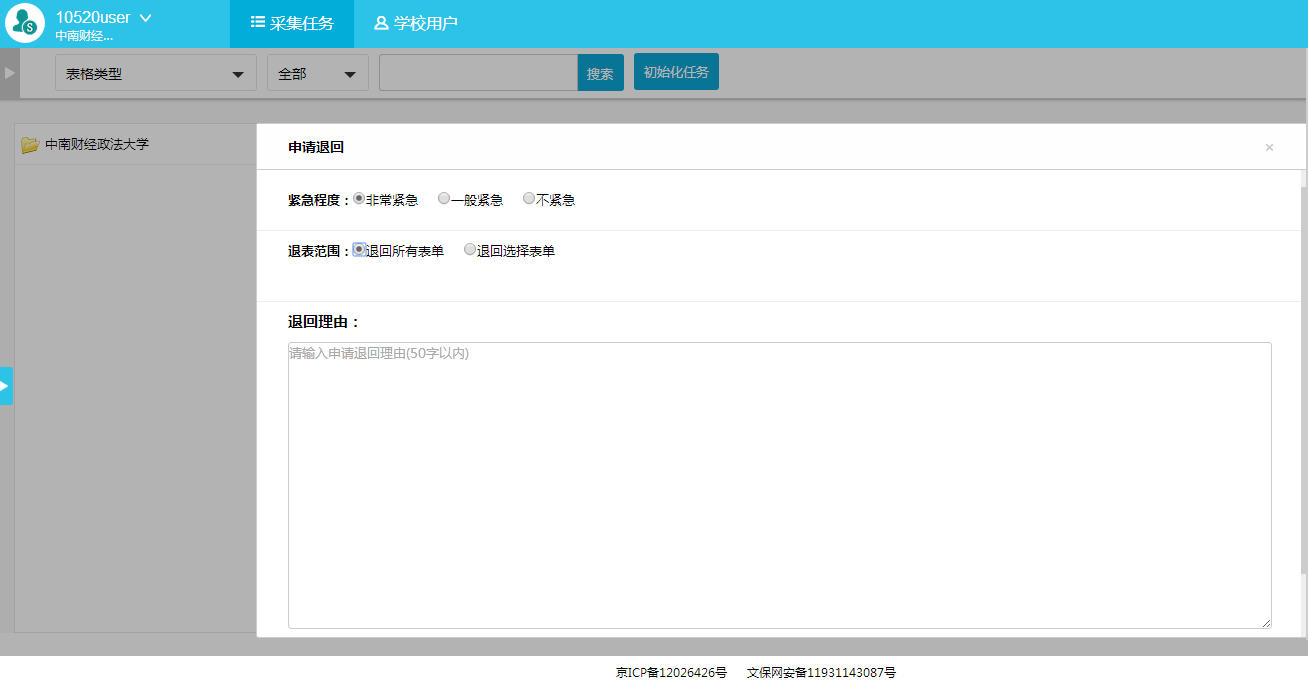 10520user
中南财经...
采集任务
学校用户
表格类型
全部
搜索
初始化任务
中南财经政法大学
申请退回
×
紧急程度：非常紧急 一般紧急 不紧急
退表范围：退回所有表单 退回选择表单
退回理由：
请输入申请退回理由(50字以内)
京ICP备12026426号 文保网安备11931143087号